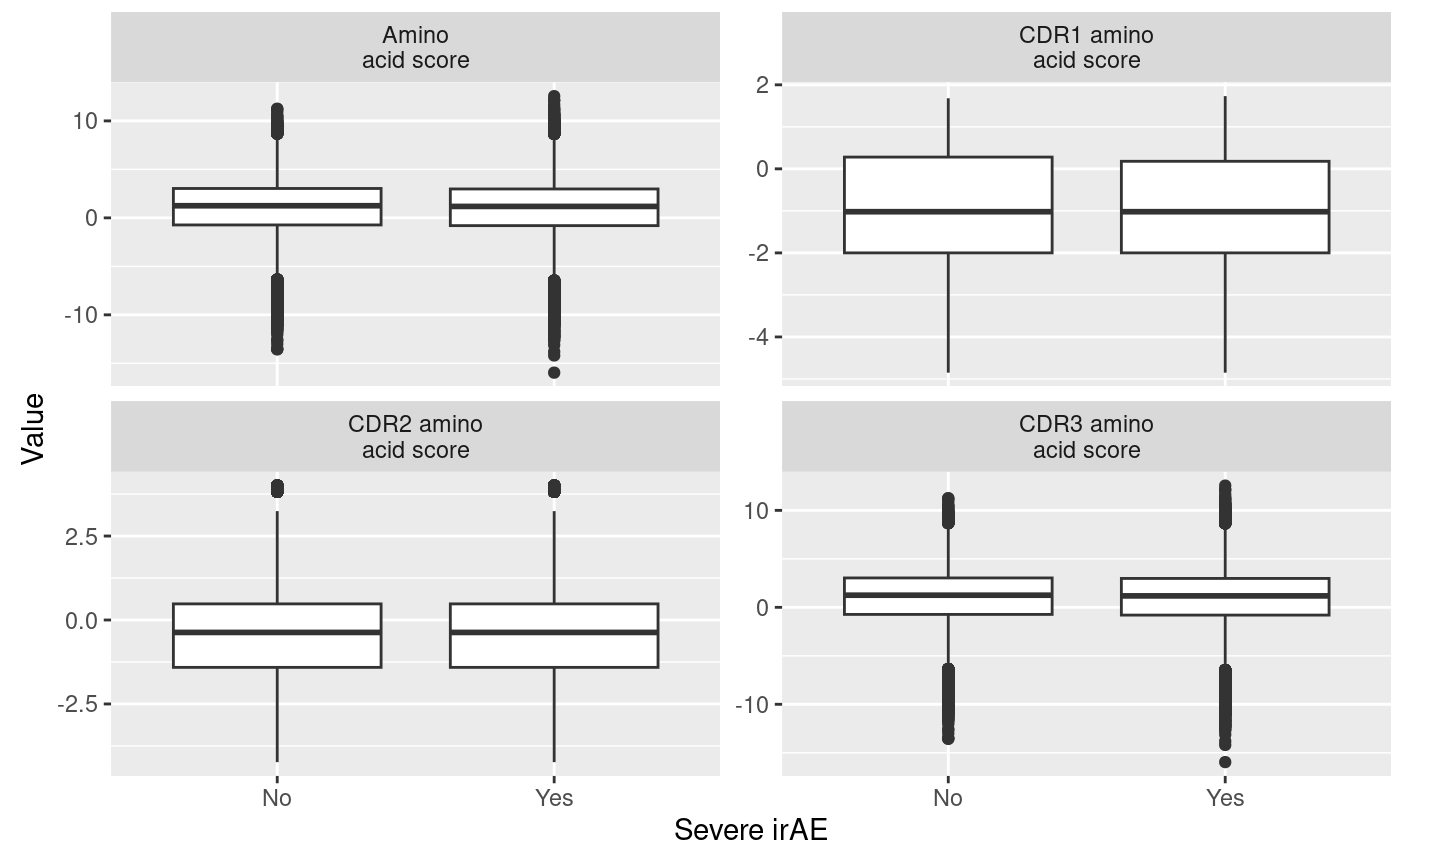 Amino
acid score
CDR1 amino
acid score
10
0
-10
2
0
-2
-4
CDR2 amino
acid score
CDR3 amino
acid score
2.5
0.0
-2.5
10
0
-10
No
Yes
No
Yes
Value
Severe irAE